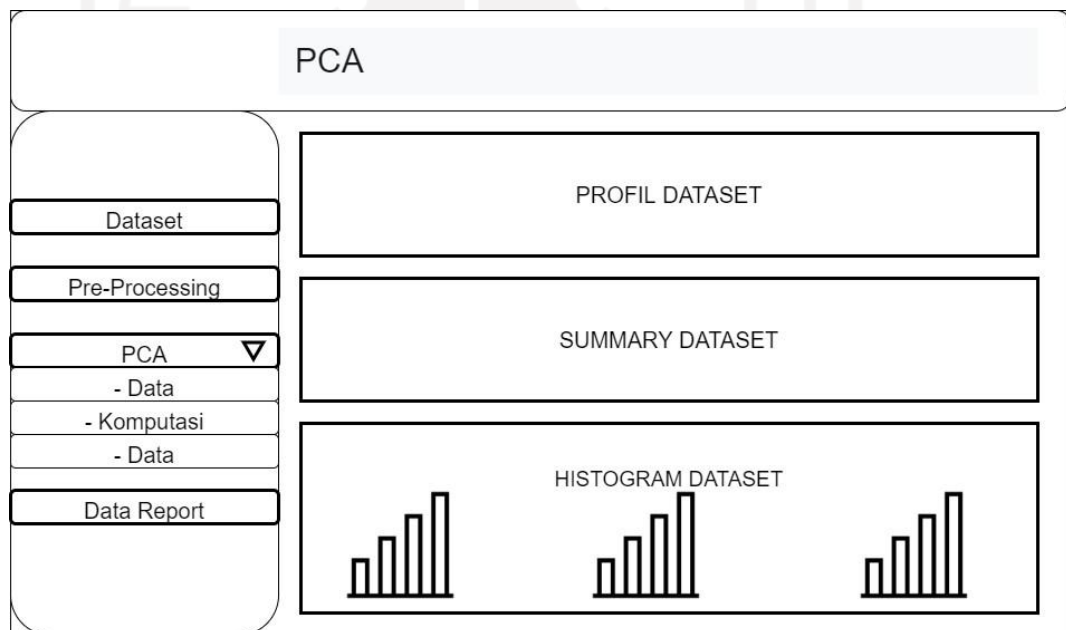 PCA
Dataset
Pre-Processing
PCA
- Data
- Komputasi
- Data
Data Report
PROFIL DATASET
SUMMARY DATASET
HISTOGRAM DATASET